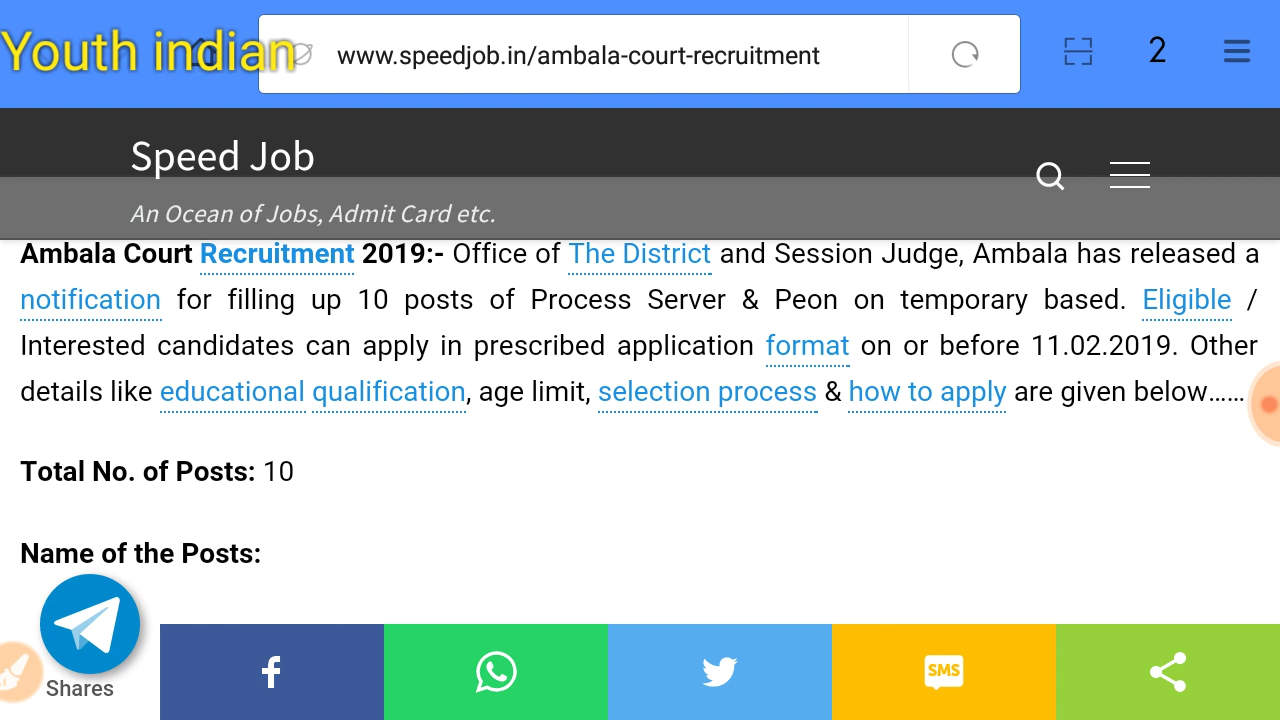 Youth indian
www.speedjob.in/ambala-court-recruitment
2
Speed Job
An Ocean of Jobs, Admit Card etc.
Ambala Court Recruitment 2019:- Office of The District and Session Judge, Ambala has released a
notification for filling up 10 posts of Process Server & Peon on temporary based. Eligible /
Interested candidates can apply in prescribed application format on or before 11.02.2019. Other
details like educational qualification, age limit, selection process & how to apply are given below......
Total No. of Posts: 10
Name of the Posts:
Shares
SMS